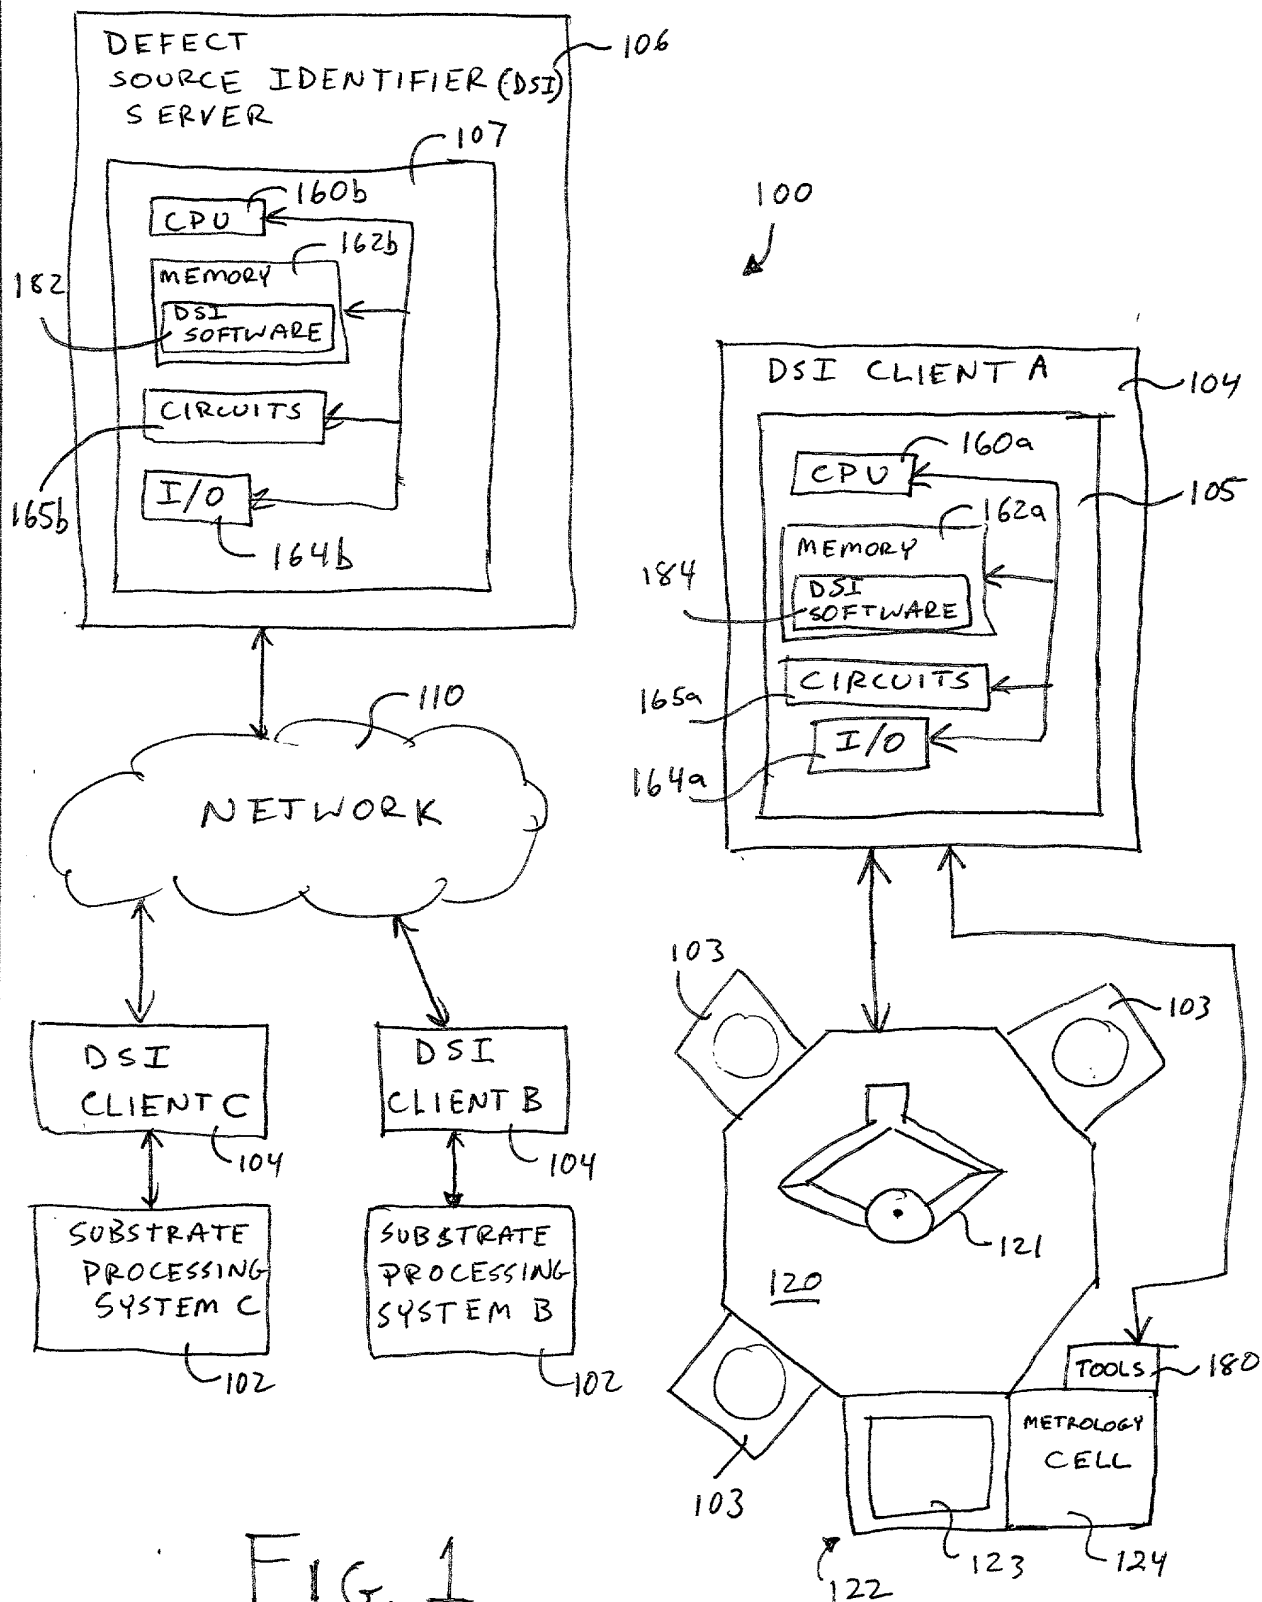 DEFECT
SOURCE IDENTIFIER (DSI)
SERVER
106
107
CPU
160b
MEMORY
162b
DSI
SOFTWARE
182
CIRCUITS
165b
I/O
164b
100
DSI CLIENT A
104
105
CPU
160a
MEMORY
162a
DSI
SOFTWARE
184
CIRCUITS
165a
I/O
164a
110
NETWORK
DSI
CLIENT C
104
DSI
CLIENT B
104
SUBSTRATE
PROCESSING
SYSTEM C
102
SUBSTRATE
PROCESSING
SYSTEM B
102
103
103
121
120
103
TOOLS
180
METROLOGY
CELL
123
124
122
FIG. 1